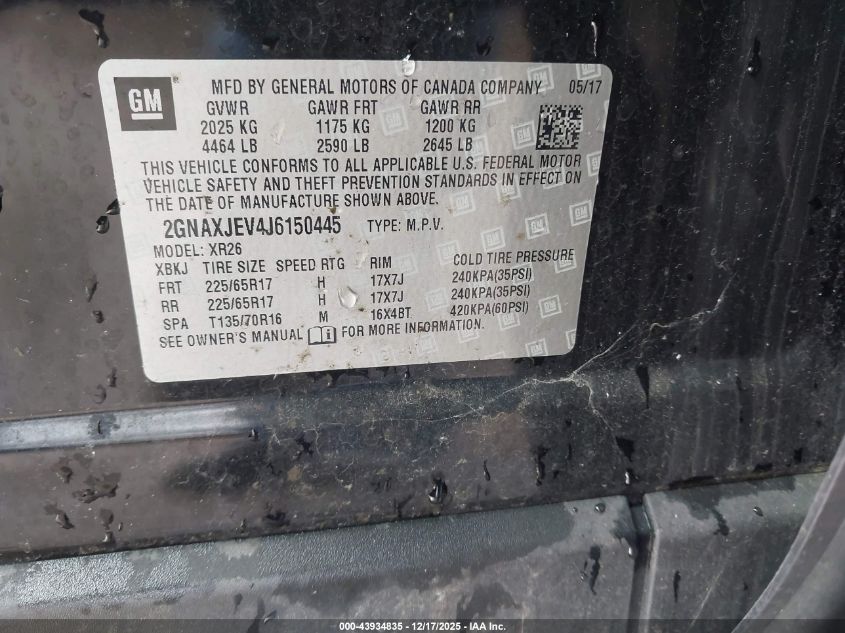 GM MFD BY GENERAL MOTORS OF CANADA COMPANY 05/17
GVWR GAWR FRT GAWR RR
2025 KG 1175 KG 1200 KG
4464 LB 2590 LB 2645 LB
THIS VEHICLE CONFORMS TO ALL APPLICABLE U.S. FEDERAL MOTOR
VEHICLE SAFETY AND THEFT PREVENTION STANDARDS IN EFFECT ON
THE DATE OF MANUFACTURE SHOWN ABOVE.
2GNAXJEV4J6150445 TYPE: M.P.V.
MODEL: XR26
XBKJ TIRE SIZE SPEED RTG RIM COLD TIRE PRESSURE
FRT 225/65R17 H 17X7J 240KPA(35PSI)
RR 225/65R17 H 17X7J 240KPA(35PSI)
SPA T135/70R16 M 16X4BT 420KPA(60PSI)
SEE OWNER'S MANUAL FOR MORE INFORMATION.
000-43934835 - 12/17/2025 - IAA Inc.